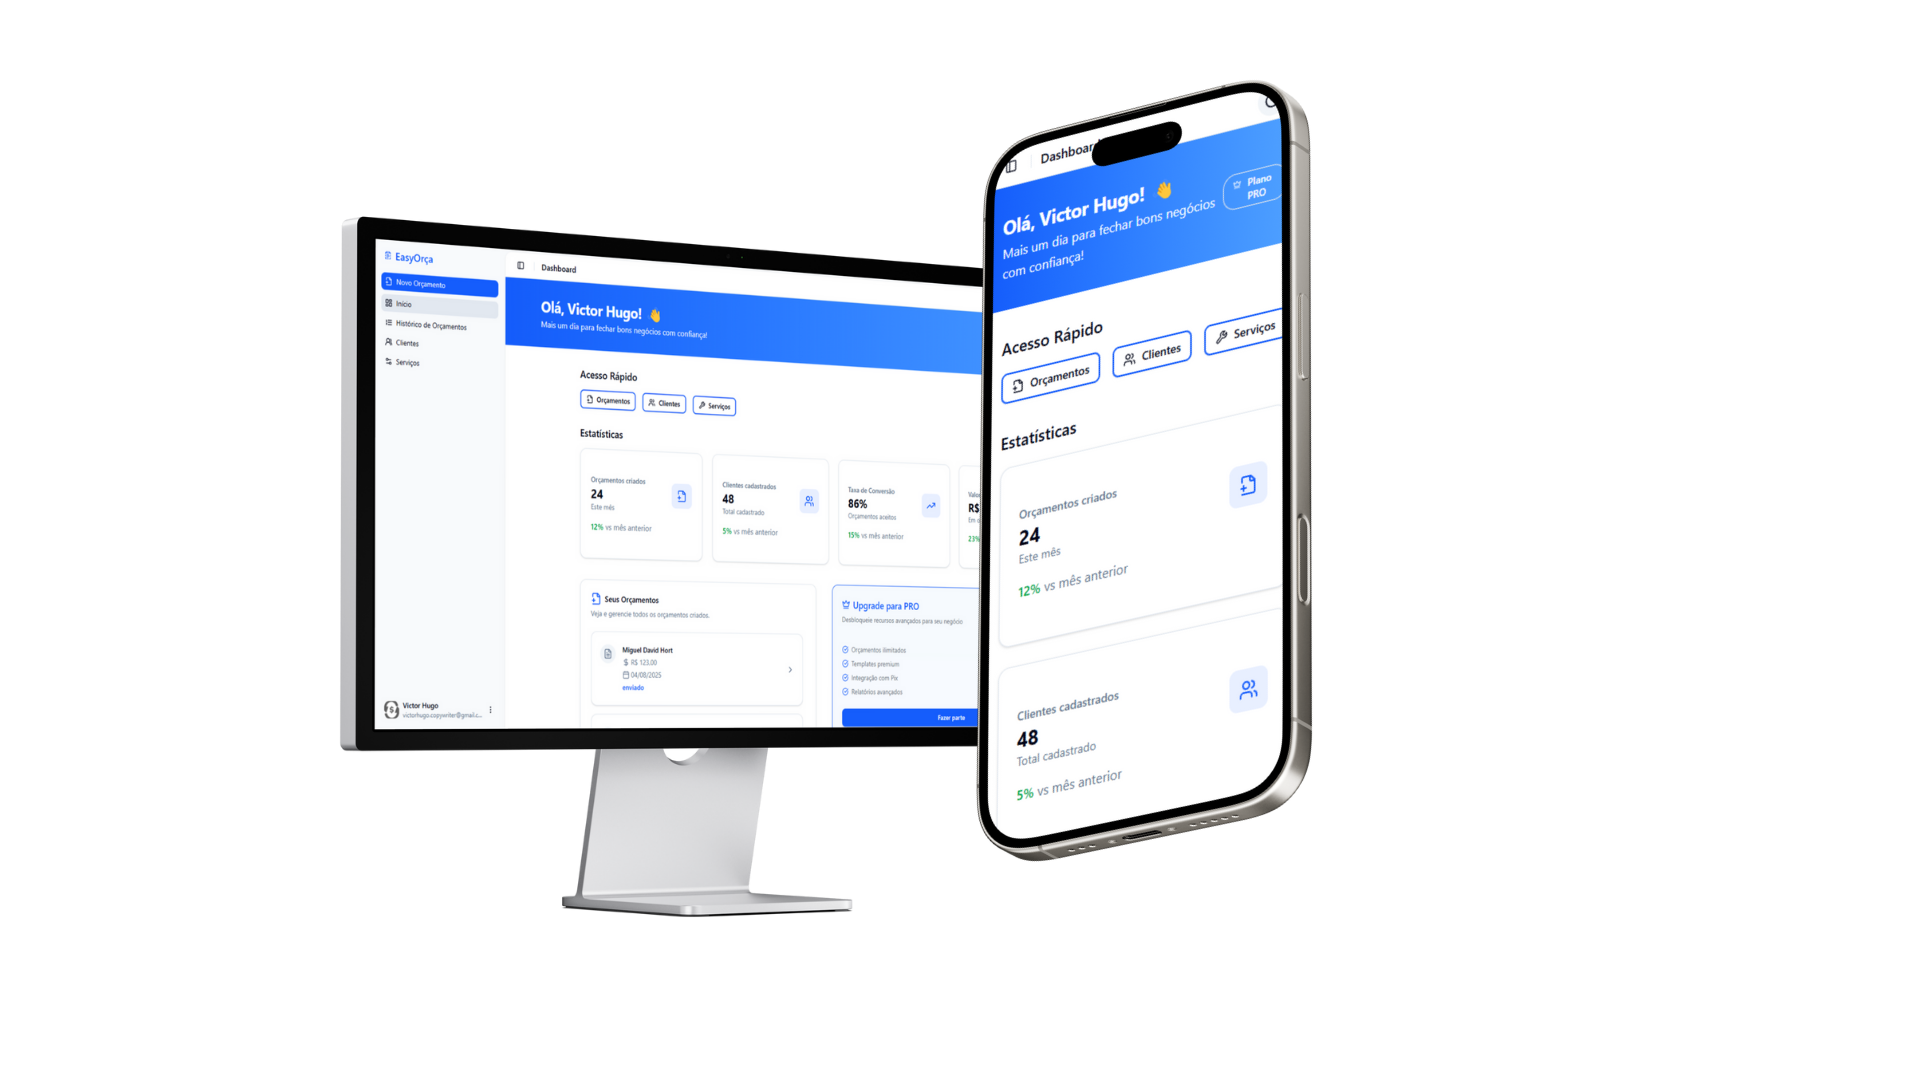 EasyOrça
Novo Orçamento
Início
Histórico de Orçamentos
Clientes
Serviços
Victor Hugo
victorhugo.copywriter@gmail.c...
Dashboard
Olá, Victor Hugo! 👋
Mais um dia para fechar bons negócios com confiança!
Acesso Rápido
Orçamentos
Clientes
Serviços
Estatísticas
Orçamentos criados
24
Este mês
12% vs mês anterior
Clientes cadastrados
48
Total cadastrado
5% vs mês anterior
Taxa de Conversão
86%
Orçamentos aceitos
15% vs mês anterior
R$
23%
Seus Orçamentos
Veja e gerencie todos os orçamentos criados.
Miguel David Hort
R$ 123.00
04/08/2025
enviado
Upgrade para PRO
Desbloqueie recursos avançados para seu negócio
Orçamentos ilimitados
Templates premium
Integração com Pix
Relatórios avançados
Fazer parte
Dashboar
Olá, Victor Hugo! 👋
Mais um dia para fechar bons negócios
com confiança!
Plano
PRO
Acesso Rápido
Orçamentos
Clientes
Serviços
Estatísticas
Orçamentos criados
24
Este mês
12% vs mês anterior
Clientes cadastrados
48
Total cadastrado
5% vs mês anterior